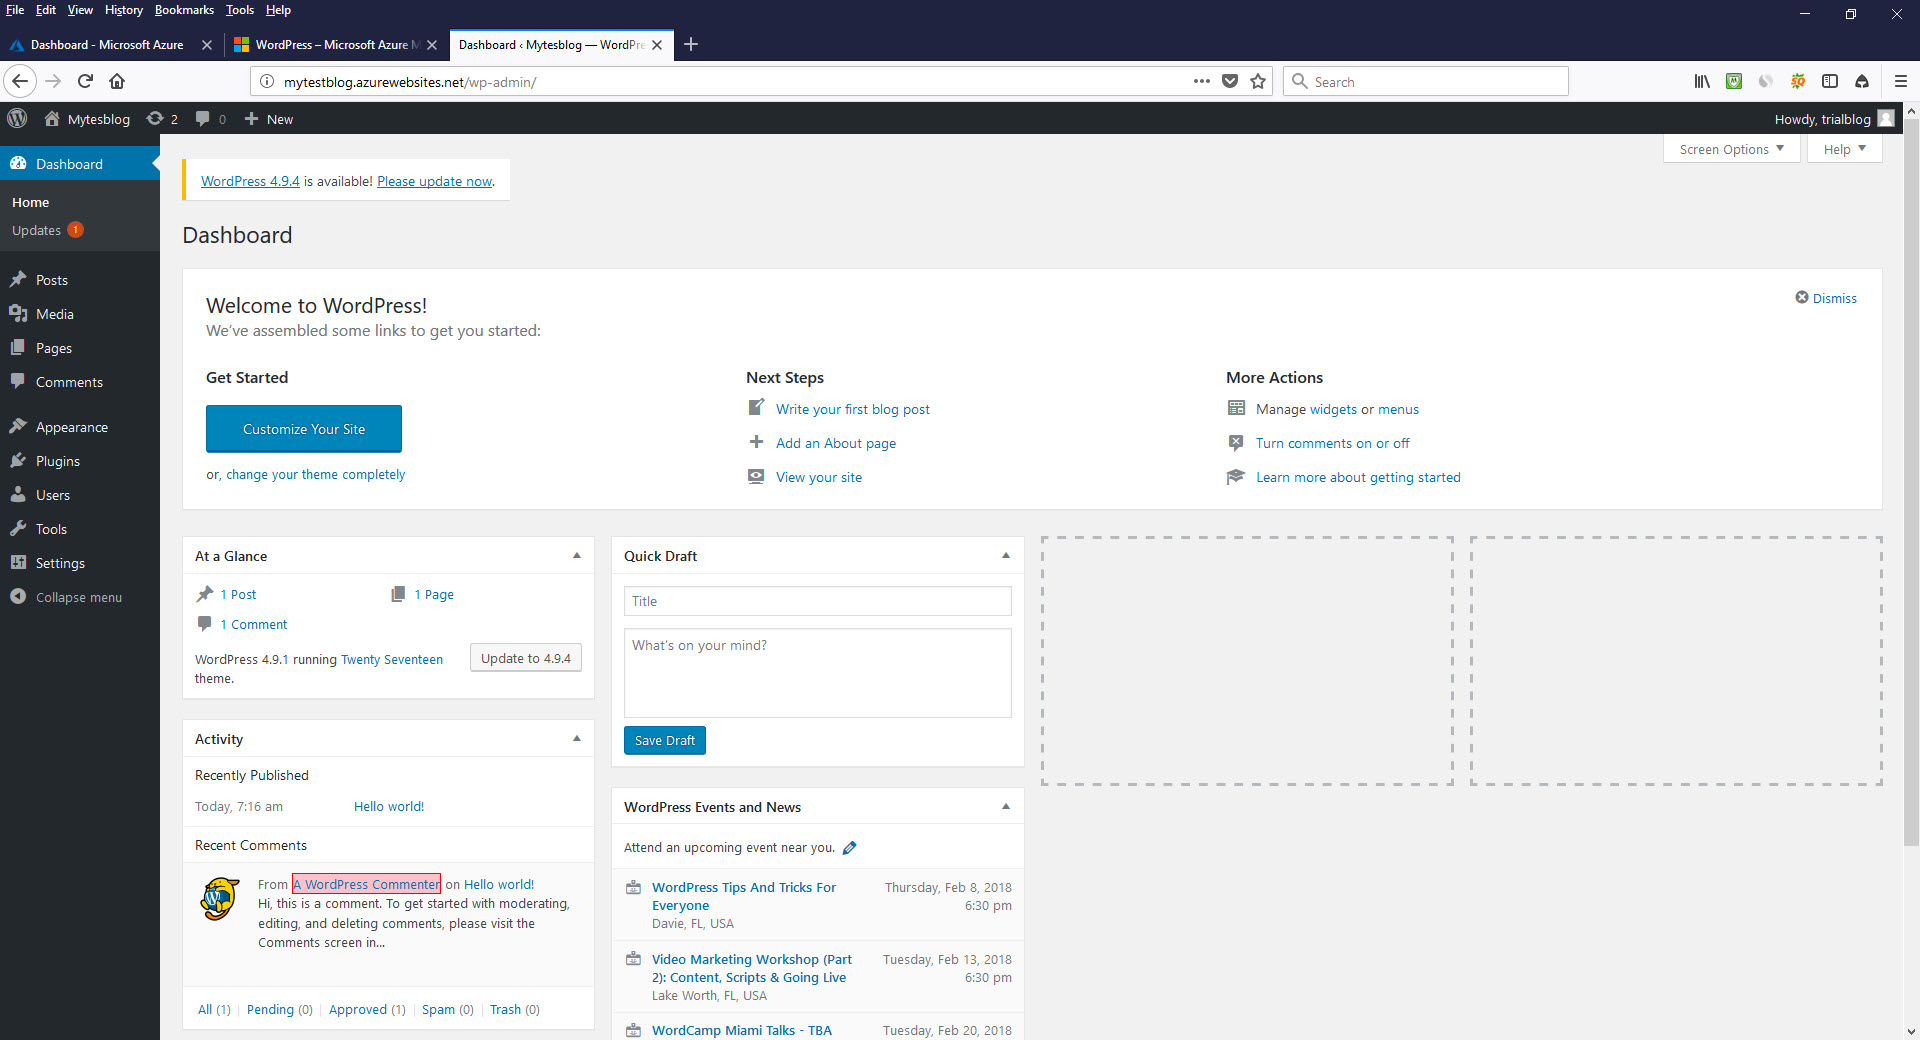 File Edit View History Bookmarks Tools Help
Dashboard - Microsoft Azure
WordPress – Microsoft Azure M
Dashboard ‹ Mytesblog — WordPre
mytestblog.azurewebsites.net/wp-admin/
Search
Mytesblog
2
0
New
Howdy, trialblog
Screen Options
Help
Dashboard
Home
Updates 1
Posts
Media
Pages
Comments
Appearance
Plugins
Users
Tools
Settings
Collapse menu
WordPress 4.9.4 is available! Please update now.
Dashboard
Welcome to WordPress!
We’ve assembled some links to get you started:
Dismiss
Get Started
Customize Your Site
or, change your theme completely
Next Steps
Write your first blog post
Add an About page
View your site
More Actions
Manage widgets or menus
Turn comments on or off
Learn more about getting started
At a Glance
1 Post
1 Page
1 Comment
WordPress 4.9.1 running Twenty Seventeen
theme.
Update to 4.9.4
Activity
Recently Published
Today, 7:16 am
Hello world!
Recent Comments
From A WordPress Commenter on Hello world!
Hi, this is a comment. To get started with moderating,
editing, and deleting comments, please visit the
Comments screen in...
All (1) | Pending (0) | Approved (1) | Spam (0) | Trash (0)
Quick Draft
Title
What’s on your mind?
Save Draft
WordPress Events and News
Attend an upcoming event near you.
WordPress Tips And Tricks For
Everyone
Davie, FL, USA
Thursday, Feb 8, 2018
6:30 pm
Video Marketing Workshop (Part
2): Content, Scripts & Going Live
Lake Worth, FL, USA
Tuesday, Feb 13, 2018
6:30 pm
WordCamp Miami Talks - TBA
Tuesday, Feb 20, 2018